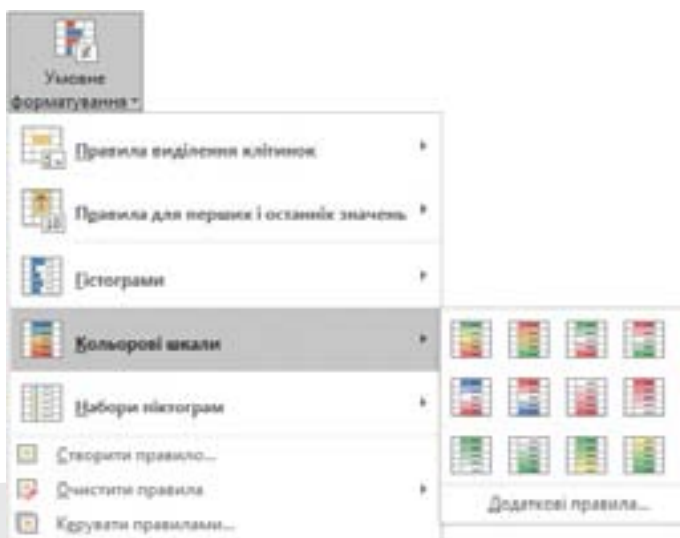 Умовне
форматування
Правила виділення клітинок
Правила для перших і останніх значень
Гістограми
Кольорові шкали
Набори піктограм
Створити правило...
Очистити правила
Керувати правилами...
Додаткові правила...